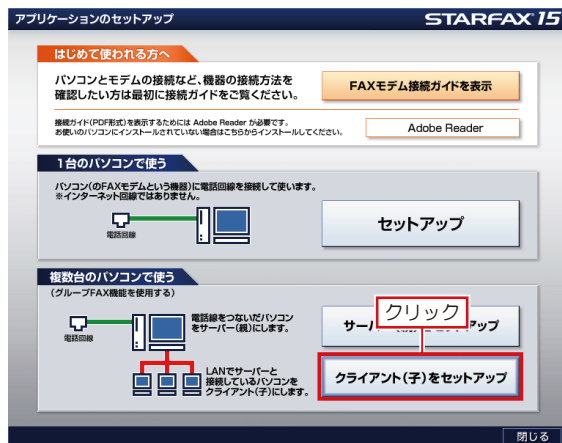 アプリケーションのセットアップ
STARFAX 15
はじめて使われる方へ
パソコンとモデムの接続など、機器の接続方法を
確認したい方は最初に接続ガイドをご覧ください。
FAXモデム接続ガイドを表示
接続ガイド(PDF形式)を表示するためには Adobe Reader が必要です。
お使いのパソコンにインストールされていない場合はこちらからインストールしてください。
Adobe Reader
1台のパソコンで使う
パソコン(のFAXモデムという機器)に電話回線を接続して使います。
※インターネット回線ではありません。
電話回線
セットアップ
複数台のパソコンで使う
(グループFAX機能を使用する)
電話回線
電話線をつないだパソコン
をサーバー(親)にします。
サーバ
ップ
クリック
LANでサーバーと
接続しているパソコンを
クライアント(子)にします。
クライアント(子)をセットアップ
閉じる